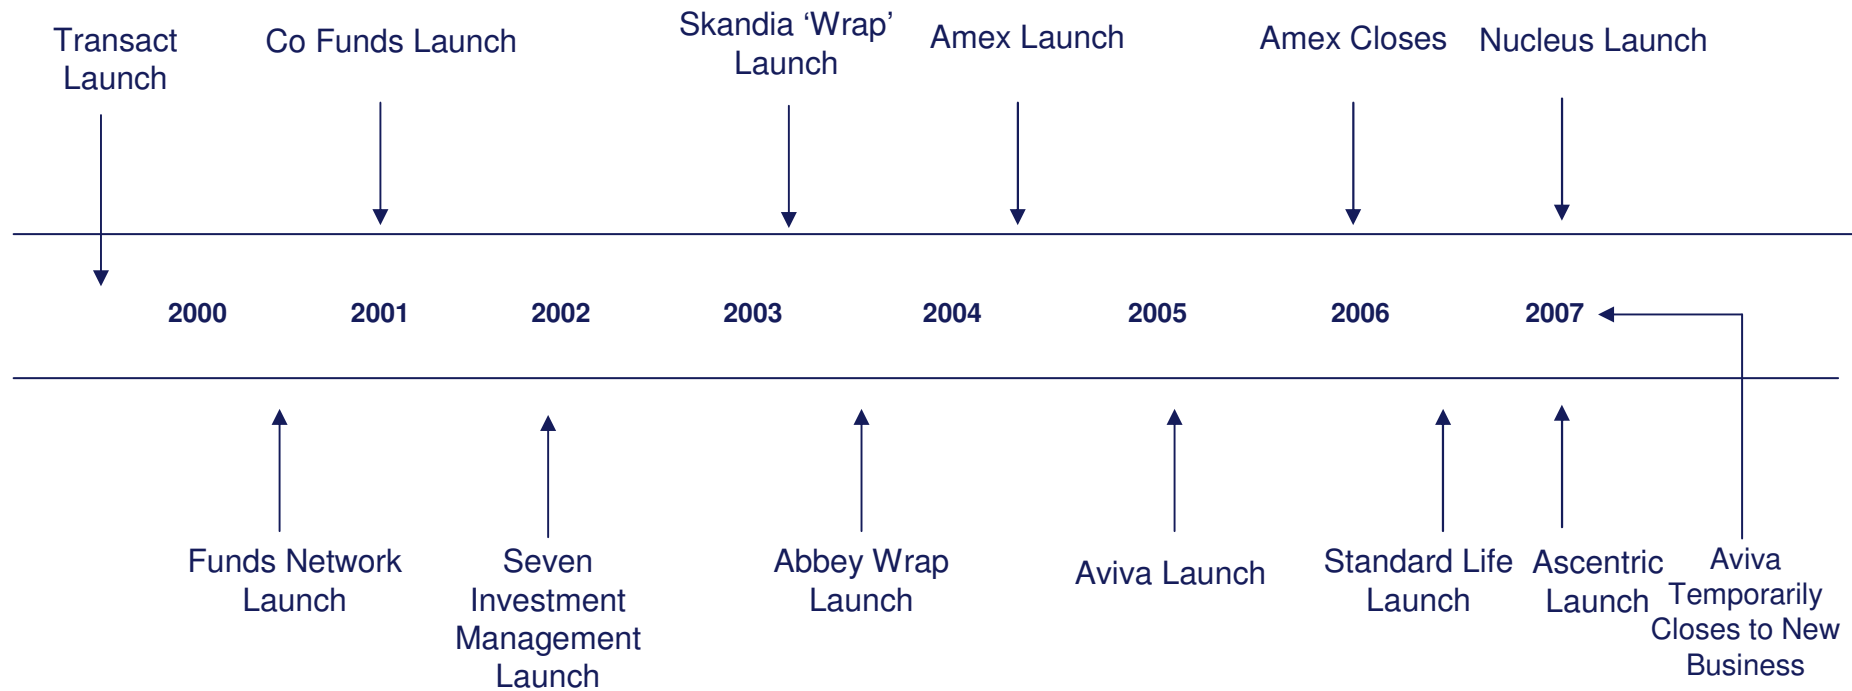 Transact
Launch
Co Funds Launch
Skandia ‘Wrap’
Launch
Amex Launch
Amex Closes
Nucleus Launch
2000
2001
2002
2003
2004
2005
2006
2007
Funds Network
Launch
Seven
Investment
Management
Launch
Abbey Wrap
Launch
Aviva Launch
Standard Life
Launch
Ascentric
Launch
Aviva
Temporarily
Closes to New
Business